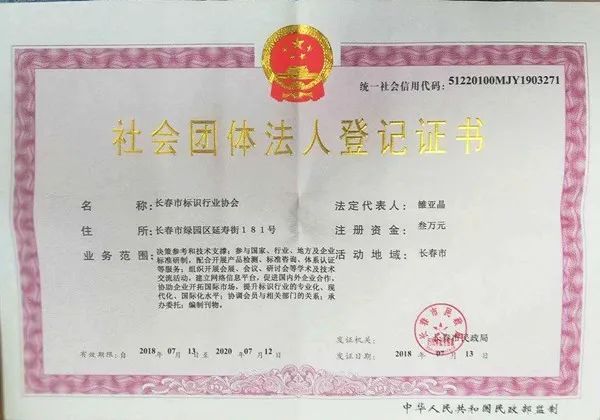 统一社会信用代码：51220100MJY1903271
社会团体法人登记证书
名称：长春市标识行业协会
法定代表人：雒亚晶
住所：长春市绿园区延寿街181号
注册资金：叁万元
业务范围：决策参考和技术支撑；参与国家、行业、地方及企业
活动地域：长春市
标准研制，配合开展产品检测、标准咨询、体系认证
等服务；组织开展会展、会议、研讨会等学术及技术
交流活动，建立网络信息平台，促进国内外企业合作，
协助企业开拓国际市场，提升标识行业的专业化、现
代化、国际化水平；协调会员与相关部门的关系；承
办委托；编制刊物。
发证机关：长春市民政局
有效期限：自 2018 年 07 月 13 日至 2020 年 07 月 12 日
发证日期：2018 年 07 月 13 日
中华人民共和国民政部监制